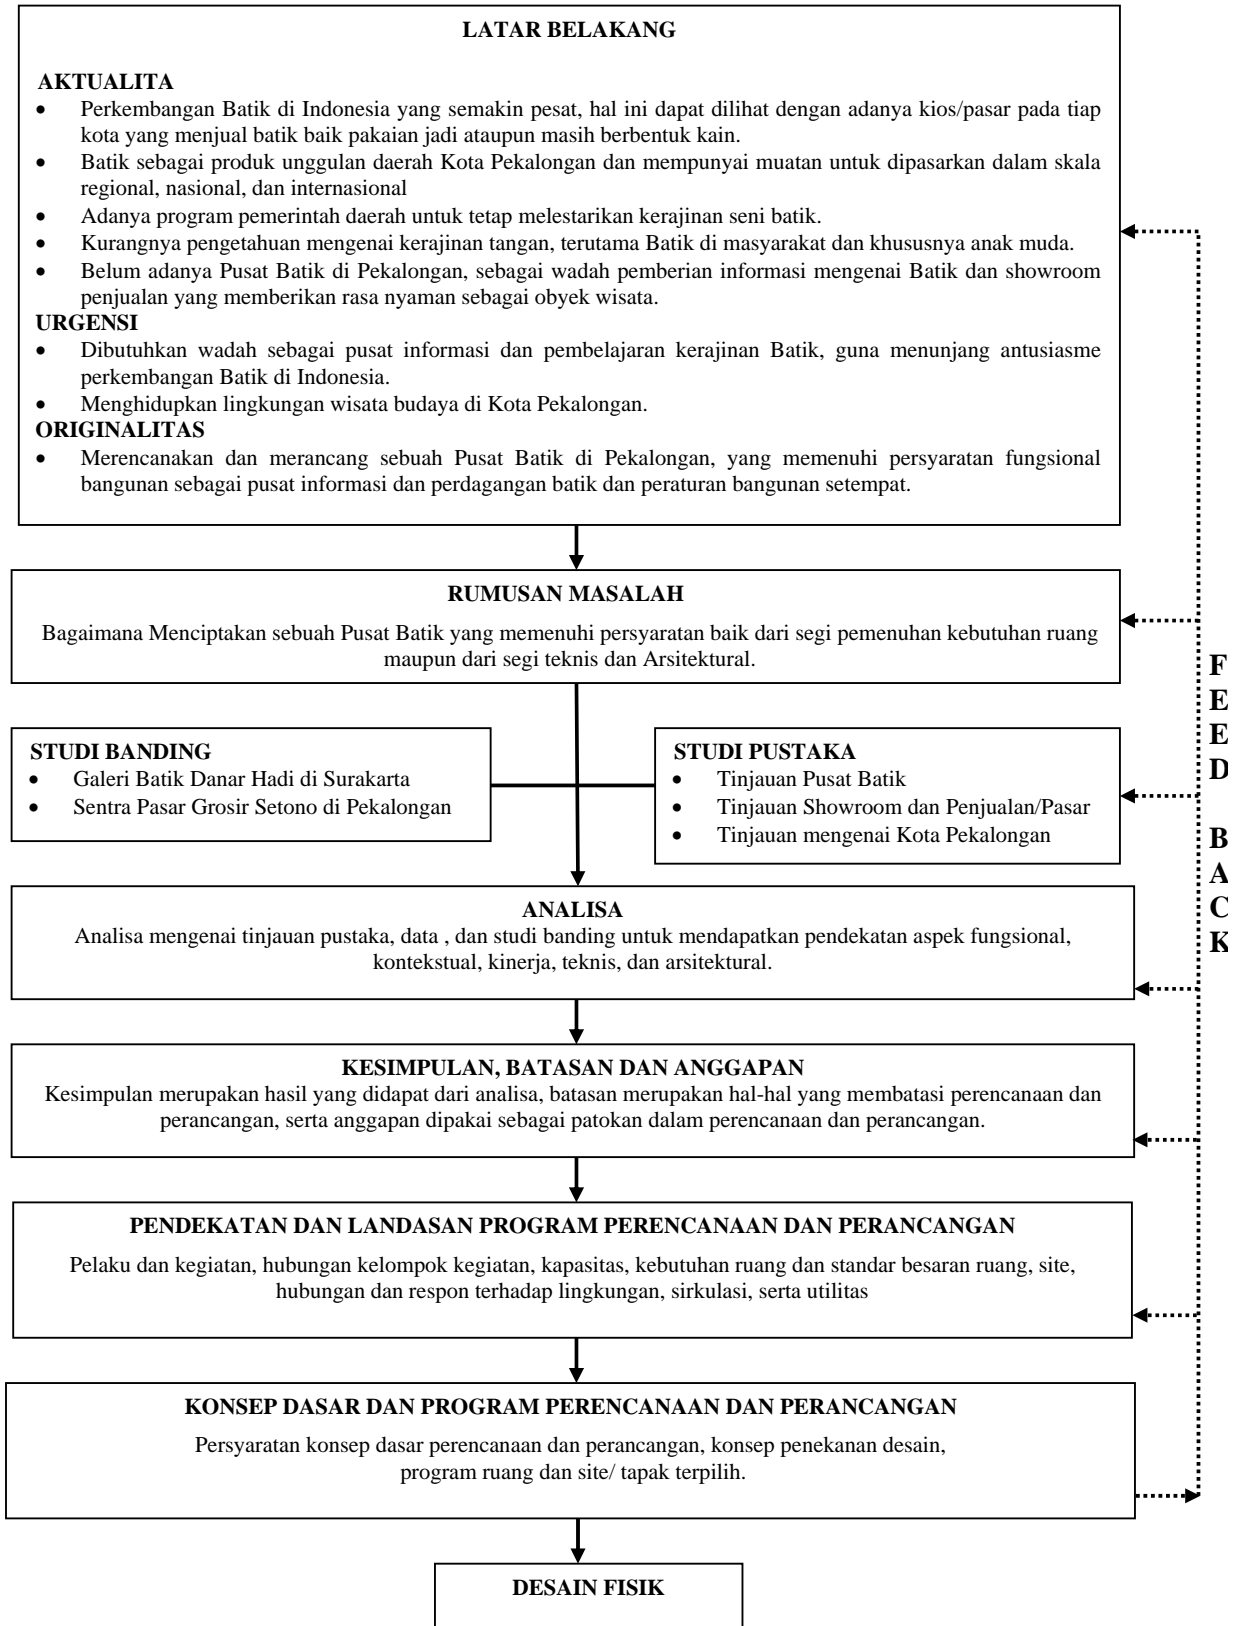 LATAR BELAKANG
AKTUALITA
• Perkembangan Batik di Indonesia yang semakin pesat, hal ini dapat dilihat dengan adanya kios/pasar pada tiap
kota yang menjual batik baik pakaian jadi ataupun masih berbentuk kain.
• Batik sebagai produk unggulan daerah Kota Pekalongan dan mempunyai muatan untuk dipasarkan dalam skala
regional, nasional, dan internasional
• Adanya program pemerintah daerah untuk tetap melestarikan kerajinan seni batik.
• Kurangnya pengetahuan mengenai kerajinan tangan, terutama Batik di masyarakat dan khususnya anak muda.
• Belum adanya Pusat Batik di Pekalongan, sebagai wadah pemberian informasi mengenai Batik dan showroom
penjualan yang memberikan rasa nyaman sebagai obyek wisata.
URGENSI
• Dibutuhkan wadah sebagai pusat informasi dan pembelajaran kerajinan Batik, guna menunjang antusiasme
perkembangan Batik di Indonesia.
• Menghidupkan lingkungan wisata budaya di Kota Pekalongan.
ORIGINALITAS
• Merencanakan dan merancang sebuah Pusat Batik di Pekalongan, yang memenuhi persyaratan fungsional
bangunan sebagai pusat informasi dan perdagangan batik dan peraturan bangunan setempat.
RUMUSAN MASALAH
Bagaimana Menciptakan sebuah Pusat Batik yang memenuhi persyaratan baik dari segi pemenuhan kebutuhan ruang
maupun dari segi teknis dan Arsitektural.
STUDI BANDING
• Galeri Batik Danar Hadi di Surakarta
• Sentra Pasar Grosir Setono di Pekalongan
STUDI PUSTAKA
• Tinjauan Pusat Batik
• Tinjauan Showroom dan Penjualan/Pasar
• Tinjauan mengenai Kota Pekalongan
ANALISA
Analisa mengenai tinjauan pustaka, data , dan studi banding untuk mendapatkan pendekatan aspek fungsional,
kontekstual, kinerja, teknis, dan arsitektural.
KESIMPULAN, BATASAN DAN ANGGAPAN
Kesimpulan merupakan hasil yang didapat dari analisa, batasan merupakan hal-hal yang membatasi perencanaan dan
perancangan, serta anggapan dipakai sebagai patokan dalam perencanaan dan perancangan.
PENDEKATAN DAN LANDASAN PROGRAM PERENCANAAN DAN PERANCANGAN
Pelaku dan kegiatan, hubungan kelompok kegiatan, kapasitas, kebutuhan ruang dan standar besaran ruang, site,
hubungan dan respon terhadap lingkungan, sirkulasi, serta utilitas
KONSEP DASAR DAN PROGRAM PERENCANAAN DAN PERANCANGAN
Persyaratan konsep dasar perencanaan dan perancangan, konsep penekanan desain,
program ruang dan site/ tapak terpilih.
DESAIN FISIK
F
E
E
D
B
A
C
K